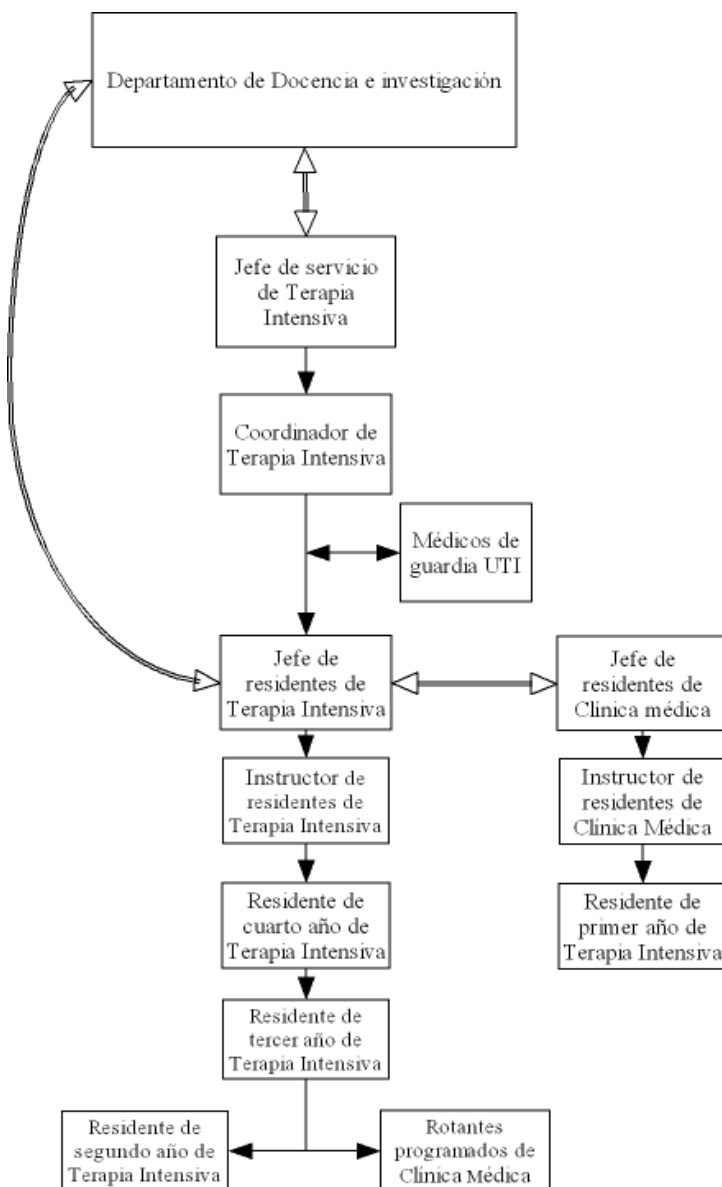 Departamento de Docencia e investigación
Jefe de servicio
de Terapia
Intensiva
Coordinador de
Terapia Intensiva
Médicos de
guardia UTI
Jefe de
residentes de
Terapia Intensiva
Jefe de
residentes de
Clínica médica
Instructor de
residentes de
Terapia Intensiva
Instructor de
residentes de
Clínica Médica
Residente de
cuarto año de
Terapia Intensiva
Residente de
primer año de
Terapia Intensiva
Residente de
tercer año de
Terapia Intensiva
Residente de
segundo año de
Terapia Intensiva
Rotantes
programados de
Clínica Médica